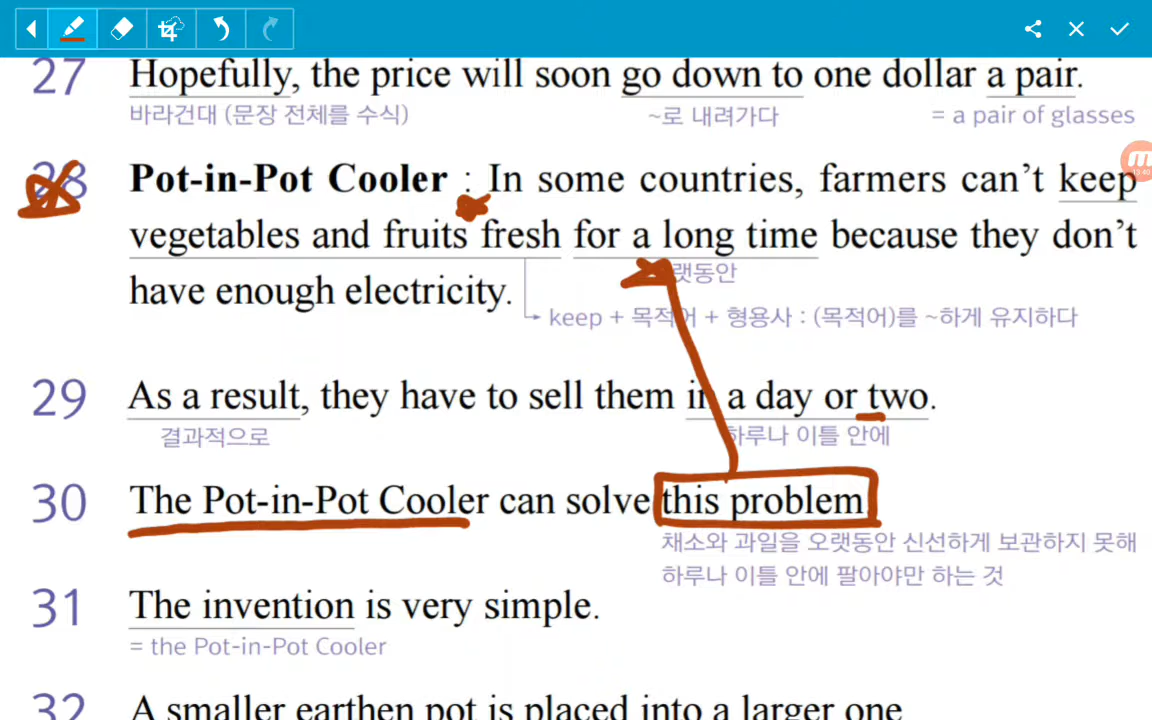 27 Hopefully, the price will soon go down to one dollar a pair.
바라건대 (문장 전체를 수식) ~로 내려가다 = a pair of glasses
28 Pot-in-Pot Cooler : In some countries, farmers can't keep
vegetables and fruits fresh for a long time because they don't
랫동안
have enough electricity.
keep + 목적어 + 형용사 : (목적어)를 ~하게 유지하다
29 As a result, they have to sell them in a day or two.
결과적으로 하루나 이틀 안에
30 The Pot-in-Pot Cooler can solve this problem
채소와 과일을 오랫동안 신선하게 보관하지 못해
하루나 이틀 안에 팔아야만 하는 것
31 The invention is very simple.
= the Pot-in-Pot Cooler
32 A smaller earthen pot is placed into a larger one